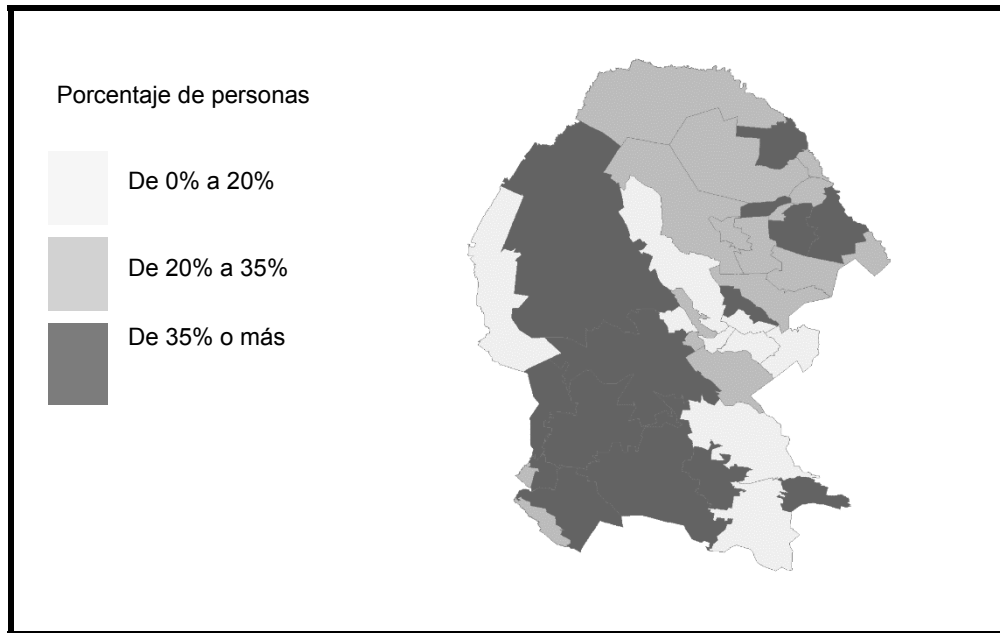 Porcentaje de personas
De 0% a 20%
De 20% a 35%
De 35% o más